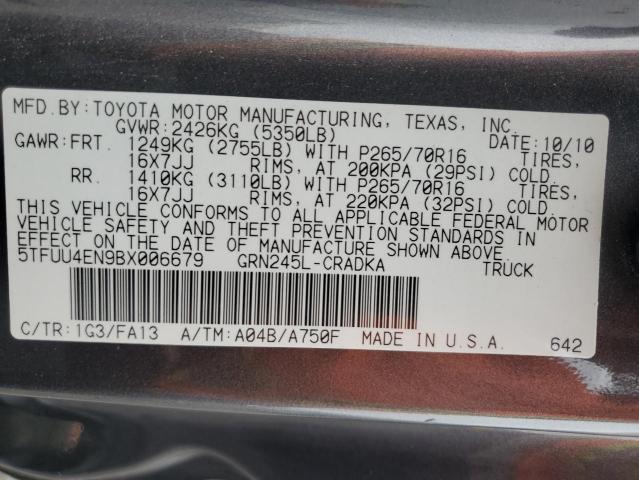 MFD.BY:TOYOTA MOTOR MANUFACTURING, TEXAS, INC.
GVWR:2426KG (5350LB) DATE:10/10
GAWR:FRT. 1249KG (2755LB) WITH P265/70R16 TIRES,
16X7JJ RIMS, AT 200KPA (29PSI) COLD
RR. 1410KG (3110LB) WITH P265/70R16 TIRES,
16X7JJ RIMS, AT 220KPA (32PSI) COLD
THIS VEHICLE CONFORMS TO ALL APPLICABLE FEDERAL MOTOR
VEHICLE SAFETY AND THEFT PREVENTION STANDARDS IN
EFFECT ON THE DATE OF MANUFACTURE SHOWN ABOVE.
5TFUU4EN9BX006679 GRN245L-CRADKA TRUCK
C/TR:1G3/FA13 A/TM:A04B/A750F MADE IN U.S.A. 642